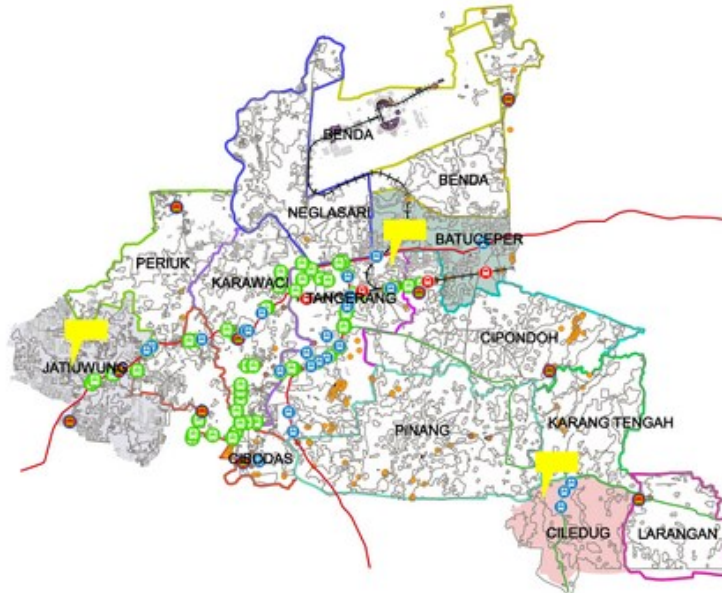 BENDA
BENDA
NEGLASARI
BATUCEPER
PERIUK
KARAWACI
TANGERANG
CIPONDOH
JATIUWUNG
PINANG
KARANG TENGAH
CIBODAS
CILEDUG
LARANGAN